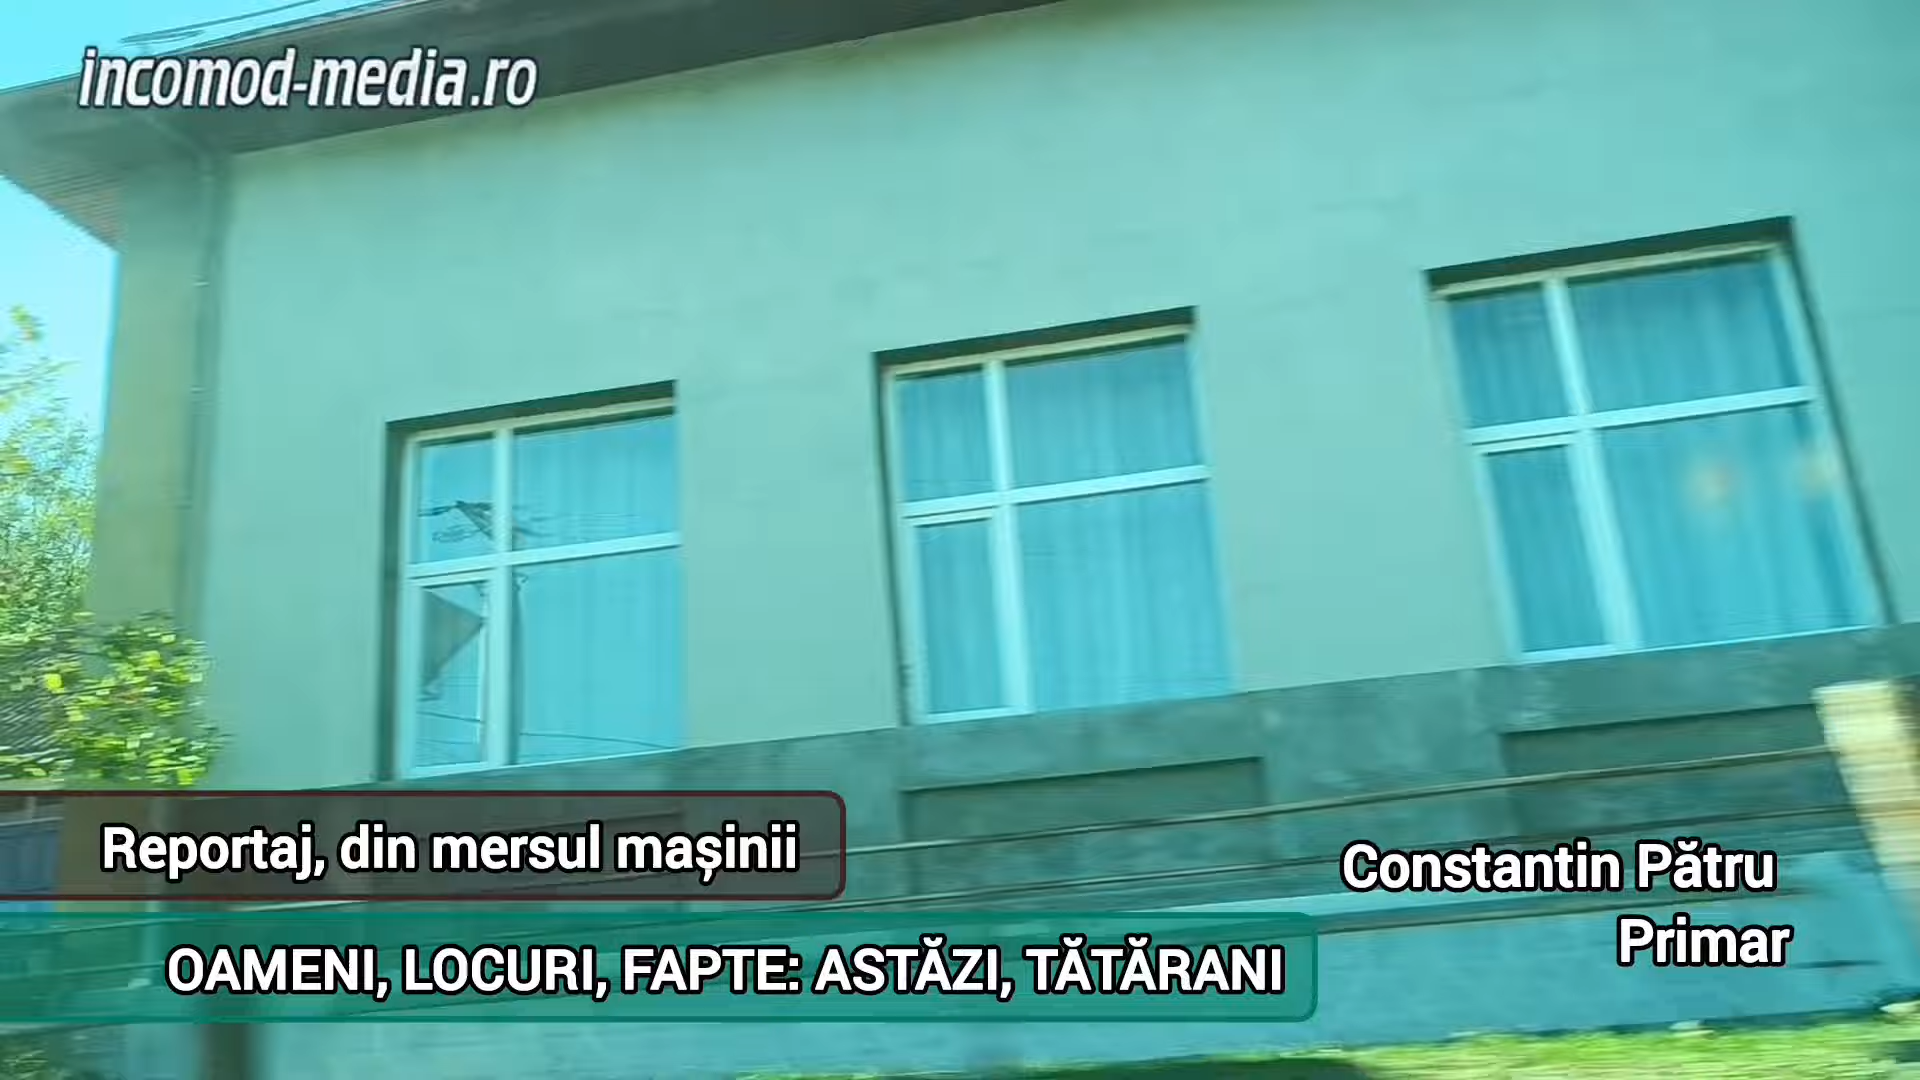 incomod-media.ro
Reportaj, din mersul mașinii
OAMENI, LOCURI, FAPTE: ASTĂZI, TĂTĂRANI
Constantin Pătru
Primar